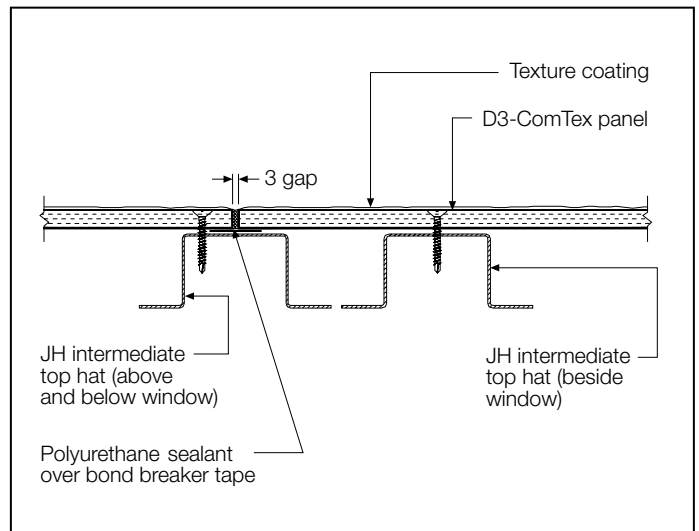 Texture coating
D3-ComTex panel
3 gap
JH intermediate
top hat (above
and below window)
JH intermediate
top hat (beside
window)
Polyurethane sealant
over bond breaker tape